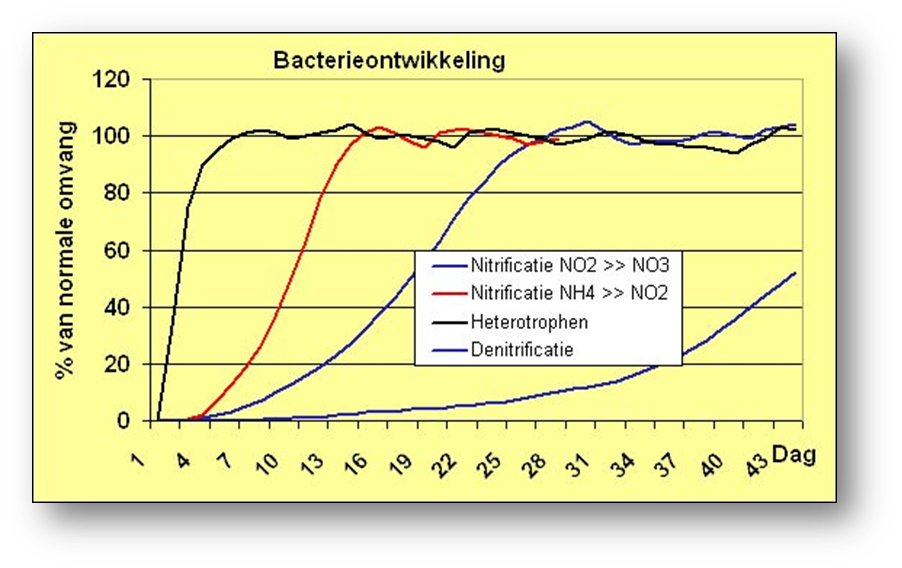 Bacterieontwikkeling
% van normale omvang
120
100
80
60
40
20
0
Nitrificatie NO2 >> NO3
Nitrificatie NH4 >> NO2
Heterotrophen
Denitrificatie
1 4 7 10 13 16 19 22 25 28 31 34 37 40 43 Dag